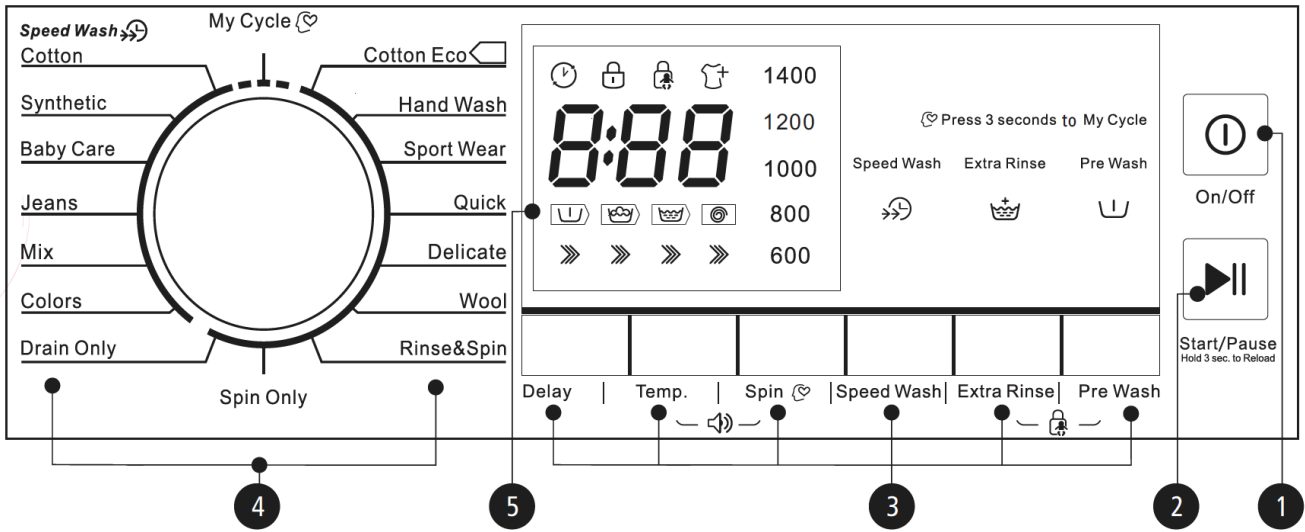 My Cycle
Speed Wash
Cotton
Cotton Eco
Synthetic
Hand Wash
Baby Care
Sport Wear
Jeans
Quick
Mix
Delicate
Colors
Wool
Drain Only
Rinse&Spin
Spin Only
8:88
1400
1200
1000
800
600
Press 3 seconds to My Cycle
Speed Wash
Extra Rinse
Pre Wash
On/Off
Start/Pause
Hold 3 sec. to Reload
Delay | Temp. | Spin |Speed Wash| Extra Rinse| Pre Wash
4
5
3
2
1